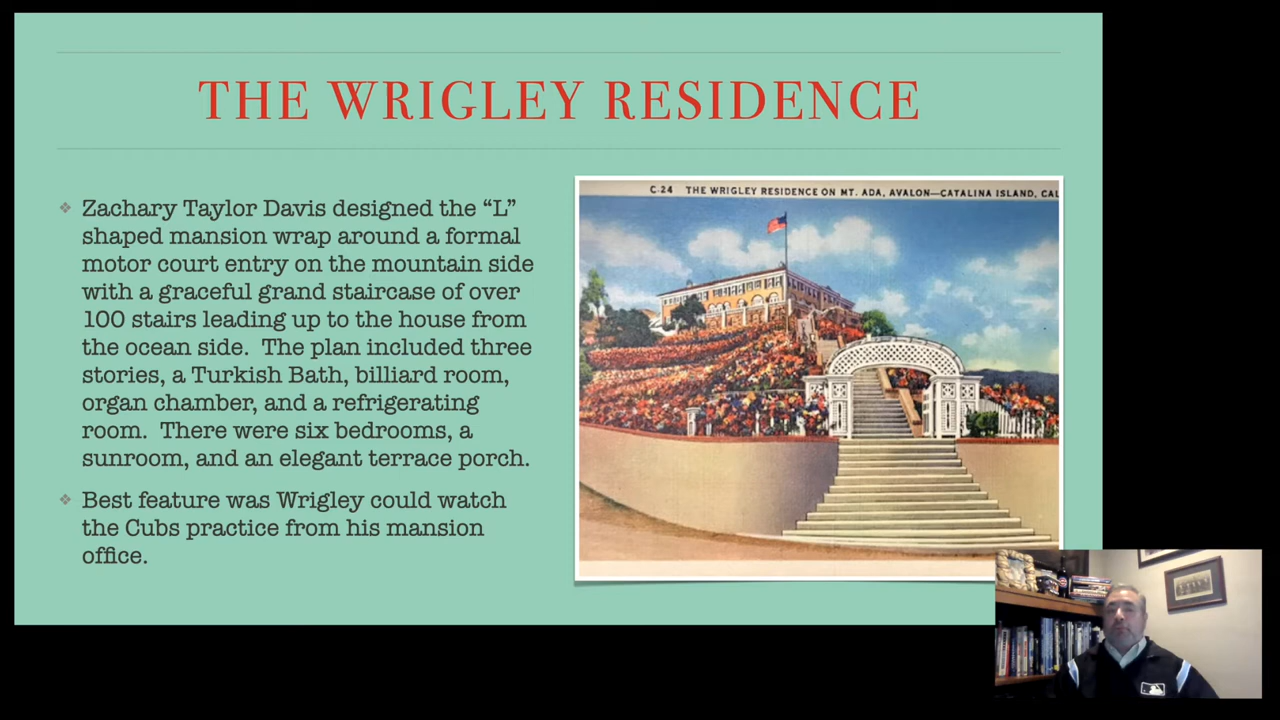 THE WRIGLEY RESIDENCE
Zachary Taylor Davis designed the “L”
shaped mansion wrap around a formal
motor court entry on the mountain side
with a graceful grand staircase of over
100 stairs leading up to the house from
the ocean side. The plan included three
stories, a Turkish Bath, billiard room,
organ chamber, and a refrigerating
room. There were six bedrooms, a
sunroom, and an elegant terrace porch.
Best feature was Wrigley could watch
the Cubs practice from his mansion
office.
C-24 THE WRIGLEY RESIDENCE ON MT. ADA, AVALON—CATALINA ISLAND, CAL